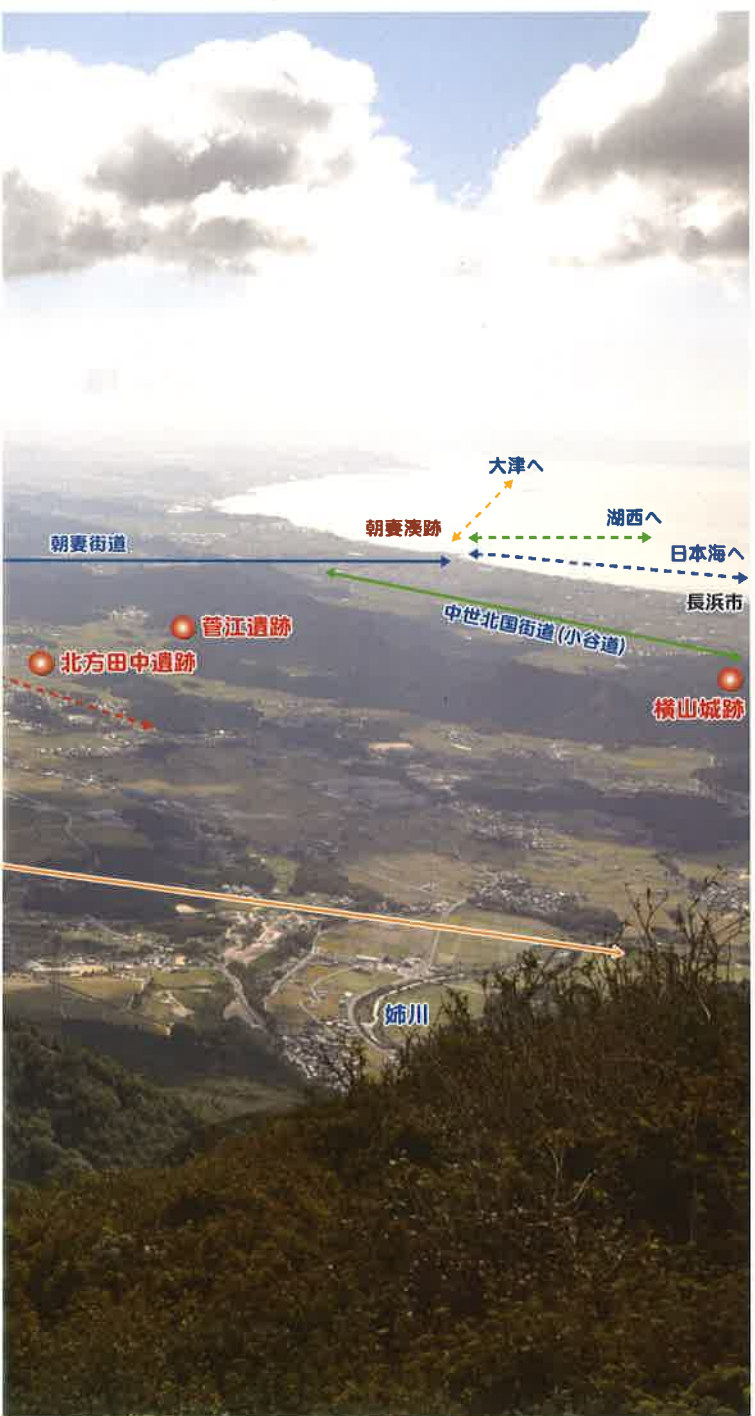 大津へ
湖西へ
朝妻湊跡
朝妻街道
日本海へ
長浜市
中世北国街道(小谷道)
菅江遺跡
北方田中遺跡
横山城跡
姉川